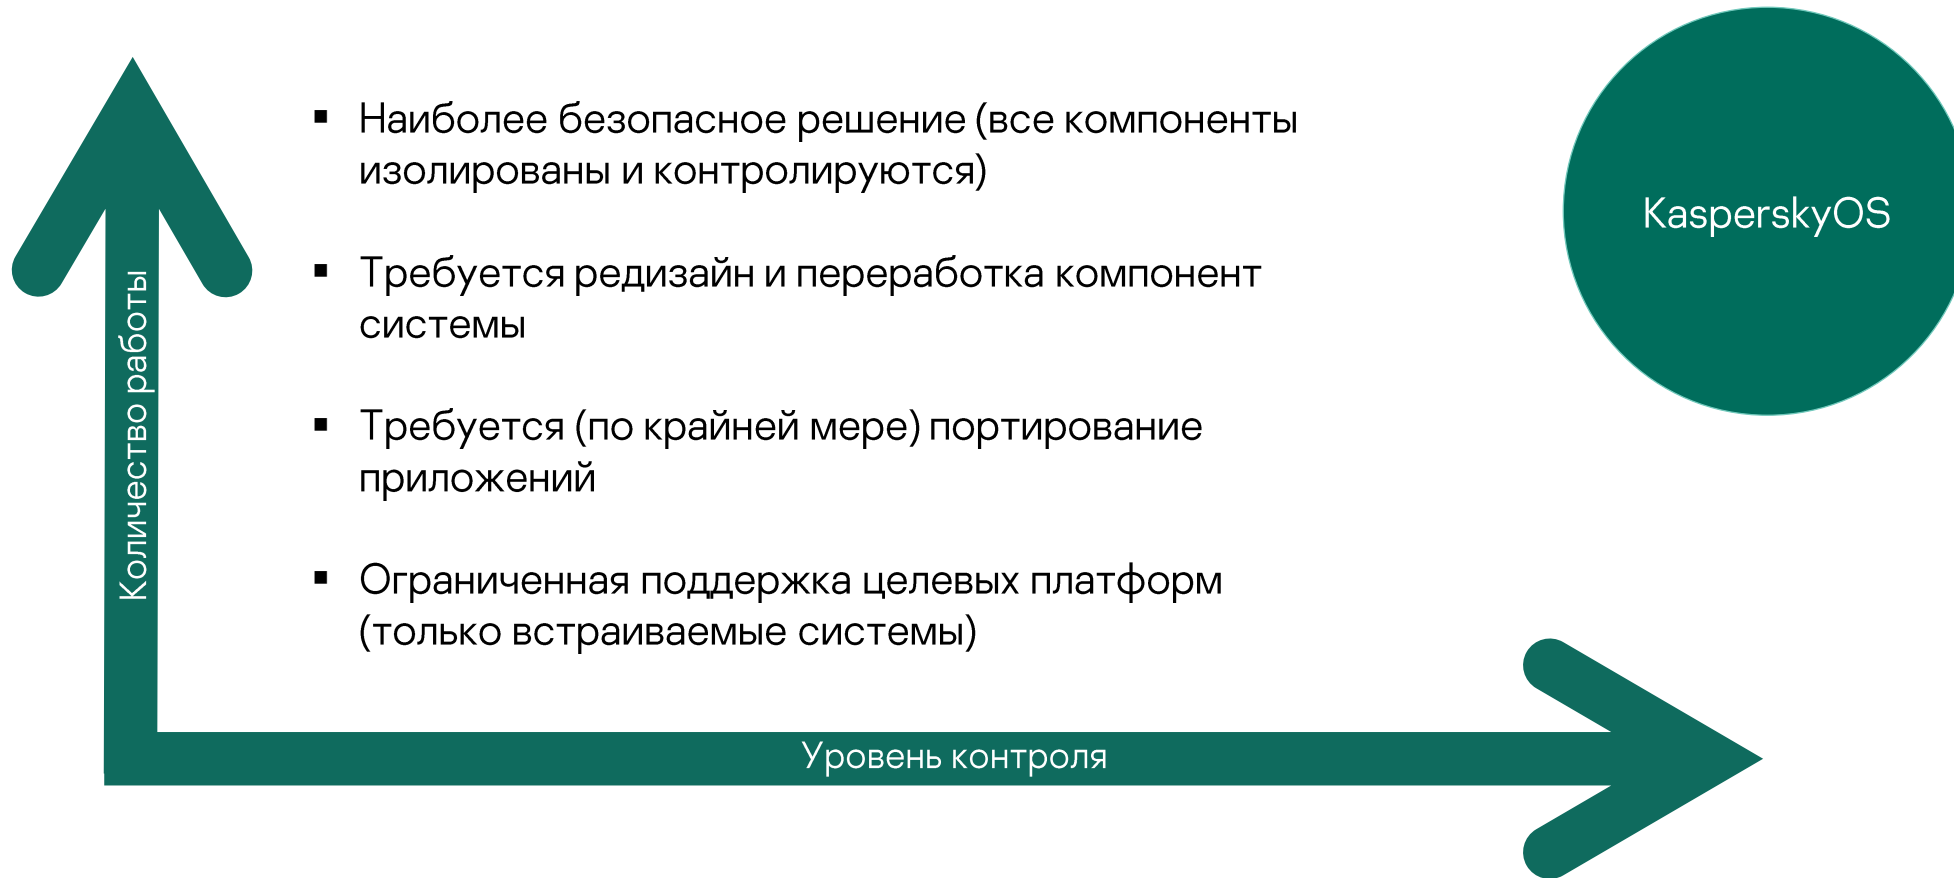 Наиболее безопасное решение (все компоненты
изолированы и контролируются)
KasperskyOS
Требуется редизайн и переработка компонент
системы
Количество работы
Требуется (по крайней мере) портирование
приложений
Ограниченная поддержка целевых платформ
(только встраиваемые системы)
Уровень контроля